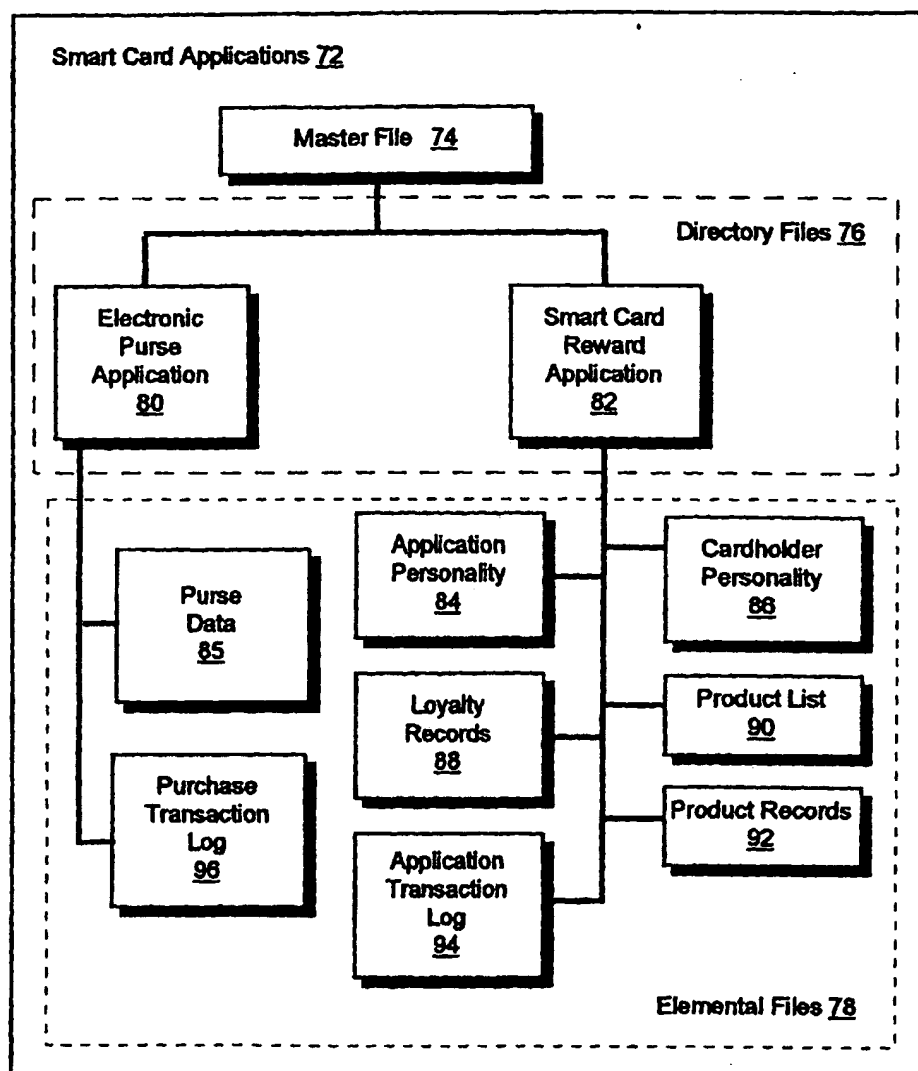 Smart Card Applications 72
Master File 74
Directory Files 76
Electronic
Purse
Application
80
Smart Card
Reward
Application
82
Purse
Data
85
Purchase
Transaction
Log
96
Application
Personality
84
Loyalty
Records
88
Application
Transaction
Log
94
Cardholder
Personality
86
Product List
90
Product Records
92
Elemental Files 78